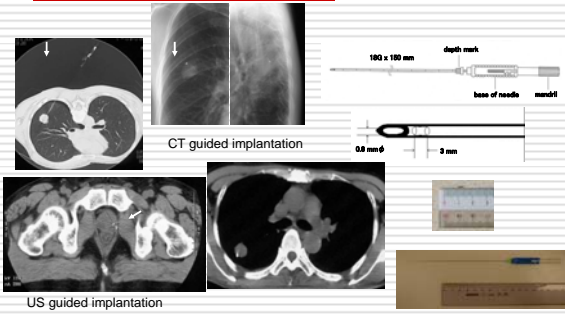 18G x 150 mm
depth mark
base of needle
mandril
0.8 mm φ
3 mm
CT guided implantation
US guided implantation